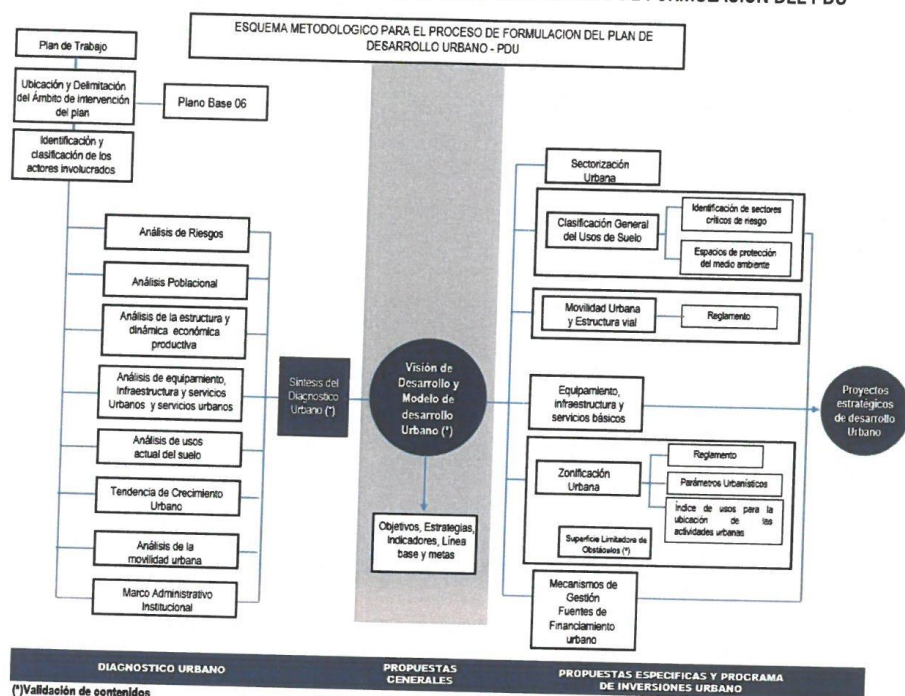 ESQUEMA METODOLOGICO PARA EL PROCESO DE FORMULACION DEL PLAN DE
DESARROLLO URBANO - PDU
Plan de Trabajo
Ubicación y Delimitación
del Ámbito de intervención
del plan
Plano Base 06
Identificación y
clasificación de los
actores involucrados
Análisis de Riesgos
Análisis Poblacional
Análisis de la estructura y
dinámica económica
productiva
Análisis de equipamiento,
Infraestructura y servicios
Urbanos y servicios urbanos
Análisis de usos
actual del suelo
Tendencia de Crecimiento
Urbano
Análisis de la
movilidad urbana
Marco Administrativo
Institucional
Síntesis del
Diagnostico
Urbano (*)
Visión de
Desarrollo y
Modelo de
desarrollo
Urbano (*)
Objetivos, Estrategias,
Indicadores, Línea
base y metas
Sectorización
Urbana
Clasificación General
del Usos de Suelo
Identificación de sectores
críticos de riesgo
Espacios de protección
del medio ambiente
Movilidad Urbana
y Estructura vial
Reglamento
Equipamiento,
infraestructura y
servicios básicos
Zonificación
Urbana
Reglamento
Parámetros Urbanísticos
Índice de usos para la
ubicación de las
actividades urbanas
Superficie Limitadora de
Obstáculos (*)
Mecanismos de
Gestión
Fuentes de
Financiamiento
urbano
Proyectos
estratégicos
de desarrollo
Urbano
DIAGNOSTICO URBANO
PROPUESTAS
GENERALES
PROPUESTAS ESPECIFICAS Y PROGRAMA
DE INVERSIONES URBANO
(*)Validación de contenidos